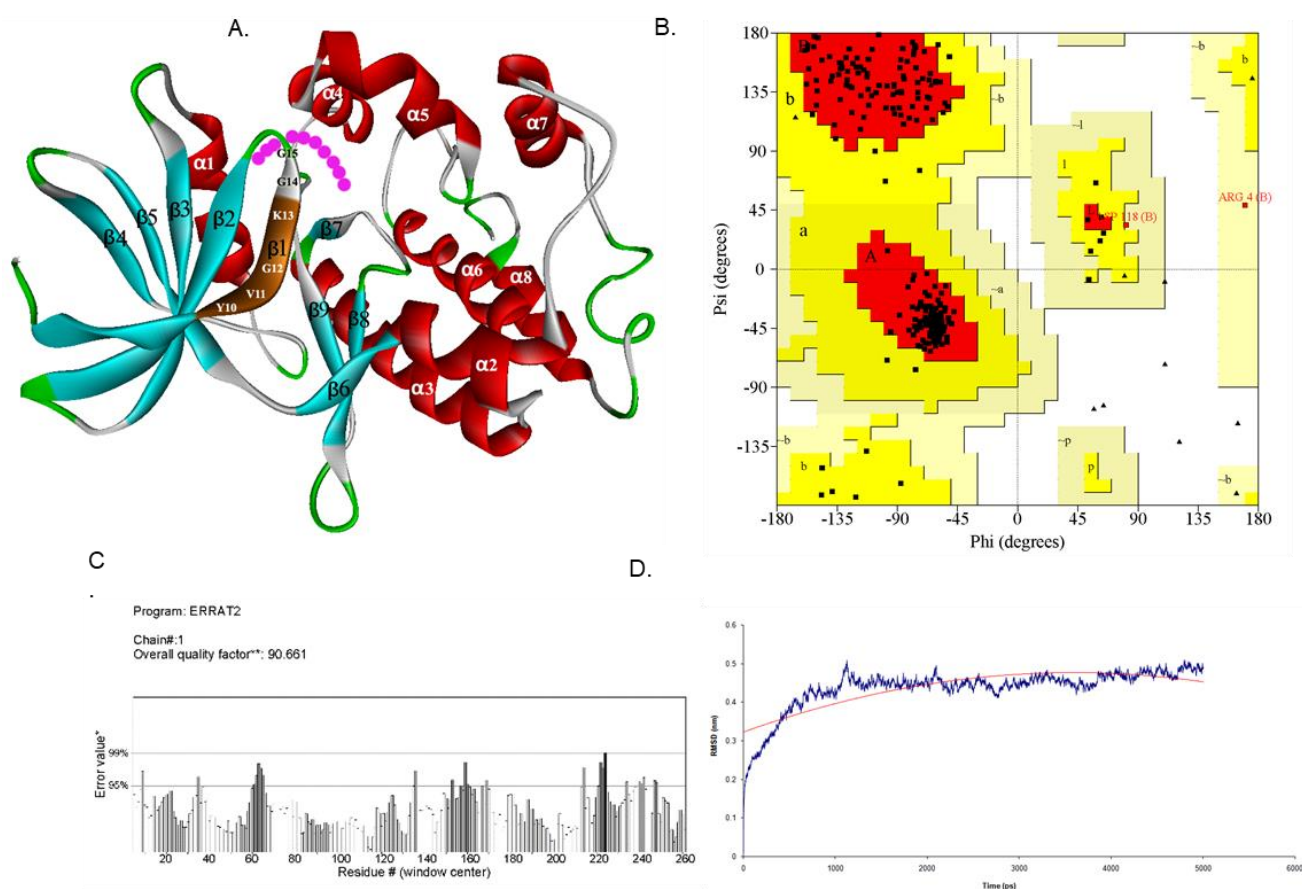 A.
α4
α5
α7
α1
G15
G14
β5
β3
β2
K13
β4
β1
β7
G12
α6
α8
V11
Y10
β9
β8
α2
α3
β6
B.
180
135
90
45
0
-45
-90
-135
Psi (degrees)
B
b
~b
b
~b
~l
l
ARG 4 (B)
118 (B)
a
A
~a
~b
b
~p
p
~b
-180 -135 -90 -45 0 45 90 135 180
Phi (degrees)
C
.
Program: ERRAT2
Chain#:1
Overall quality factor**: 90.661
Error value*
99%
95%
20 40 60 80 100 120 140 160 180 200 220 240 260
Residue # (window center)
D.
0.6
0.5
0.4
0.3
0.2
0.1
0
RMSD (nm)
0 1000 2000 3000 4000 5000 6000
Time (ps)